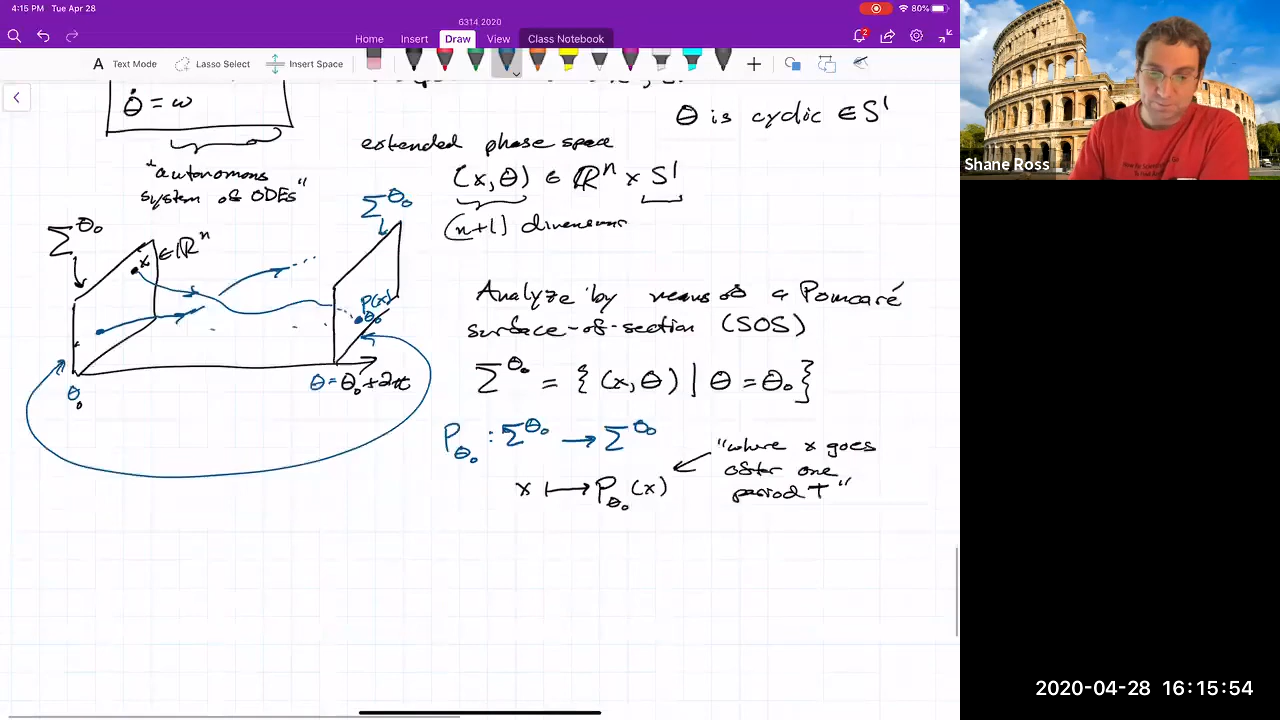 4:15 PM Tue Apr 28
80%
6314 2020
Home Insert Draw View Class Notebook
2
A Text Mode Lasso Select Insert Space
θ̇ = ω
θ is cyclic ∈ S¹
extended phase space
"autonomous
system of ODEs"
(x, θ) ∈ ℝⁿ × S¹
(n+1) dimensions
Σ^θ₀
Σ^θ₀
x ∈ ℝⁿ
P_θ₀(x)
θ₀
θ = θ₀ + 2π
Analyze by means of a Poincaré
surface-of-section (SOS)
Σ^θ₀ = { (x, θ) | θ = θ₀ }
P_θ₀ : Σ^θ₀ → Σ^θ₀
x ↦ P_θ₀(x)
"where x goes
after one
period T"
Shane Ross
2020-04-28 16:15:54